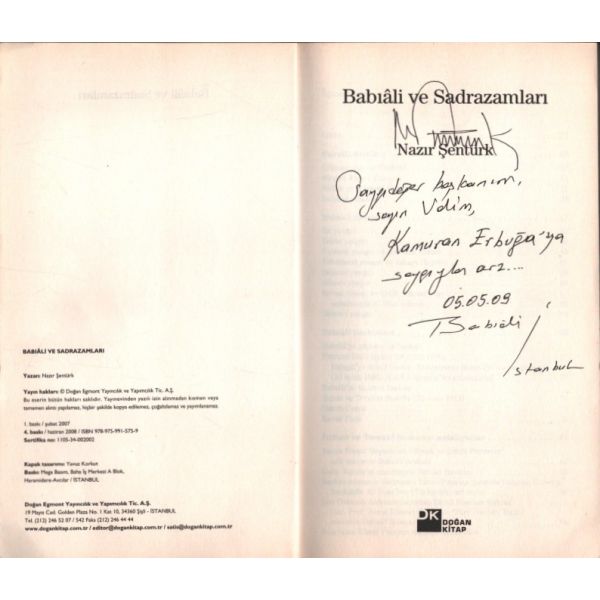 BABIÂLİ VE SADRAZAMLARI
Yazan: Nazır Şentürk
Yayın hakları: © Doğan Egmont Yayıncılık ve Yapımcılık Tic. A.Ş.
Bu eserin bütün hakları saklıdır. Yayınevinden yazılı izin alınmadan kısmen veya
tamamen alıntı yapılamaz, hiçbir şekilde kopya edilemez, çoğaltılamaz ve yayımlanamaz.
1. baskı / şubat 2007
4. baskı / haziran 2008 / ISBN 978-975-991-575-9
Sertifika no: 1105-34-002002
Kapak tasarımı: Yavuz Korkut
Baskı: Mega Basım, Baha İş Merkezi A Blok,
Haramidere-Avcılar / İSTANBUL
Doğan Egmont Yayıncılık ve Yapımcılık Tic. A.Ş.
19 Mayıs Cad. Golden Plaza No. 1 Kat 10, 34360 Şişli - İSTANBUL
Tel. (212) 246 52 07 / 542 Faks (212) 246 44 44
www.dogankitap.com.tr / editor@dogankitap.com.tr / satis@dogankitap.com.tr
Babıâli ve Sadrazamları
Nazır Şentürk
Saygıdeğer başkanım,
sayın Valim,
Kamuran Erbuğa'ya
saygıyla arz....
05.05.09
Babıâli /
İstanbul
DK DOĞAN
KİTAP